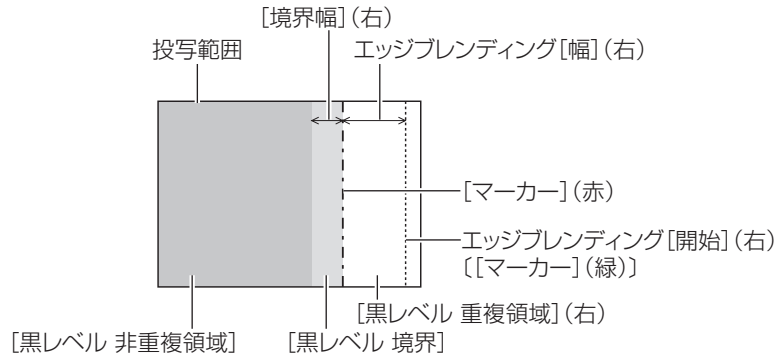 ［境界幅］（右）
投写範囲
エッジブレンディング［幅］（右）
［マーカー］（赤）
エッジブレンディング［開始］（右）
〔［マーカー］（緑）〕
［黒レベル 重複領域］（右）
［黒レベル 非重複領域］
［黒レベル 境界］